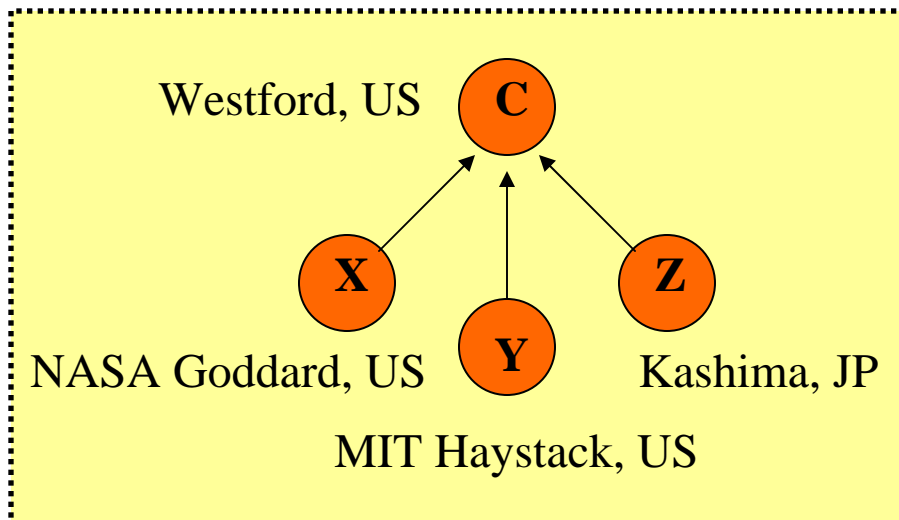 Westford, US
C
X
Z
Y
NASA Goddard, US
Kashima, JP
MIT Haystack, US